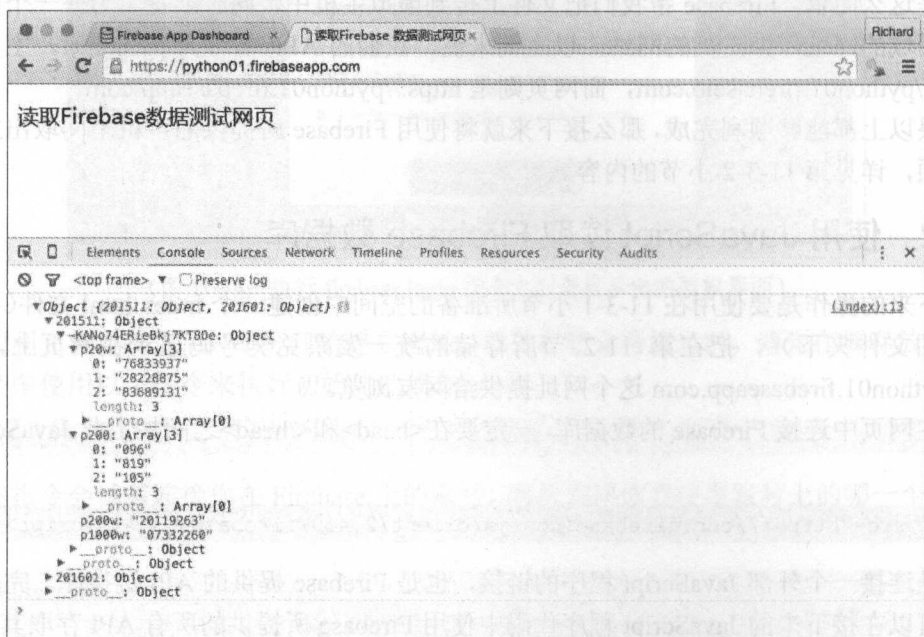 Firebase App Dashboard
读取Firebase 数据测试网页
Richard
https://python01.firebaseapp.com
读取Firebase数据测试网页
Elements Console Sources Network Timeline Profiles Resources Security Audits
<top frame> ▼ Preserve log
▼Object {201511: Object, 201601: Object}
(index):13
▼201511: Object
▼-KANo74ERieBkj7KT8Oe: Object
▼p20w: Array[3]
0: "76833937"
1: "28228875"
2: "03689131"
length: 3
▶__proto__: Array[0]
▼p200: Array[3]
0: "096"
1: "819"
2: "105"
length: 3
▶__proto__: Array[0]
p200w: "20119263"
p1000w: "07332260"
▶__proto__: Object
▶__proto__: Object
▶201601: Object
▶__proto__: Object
>